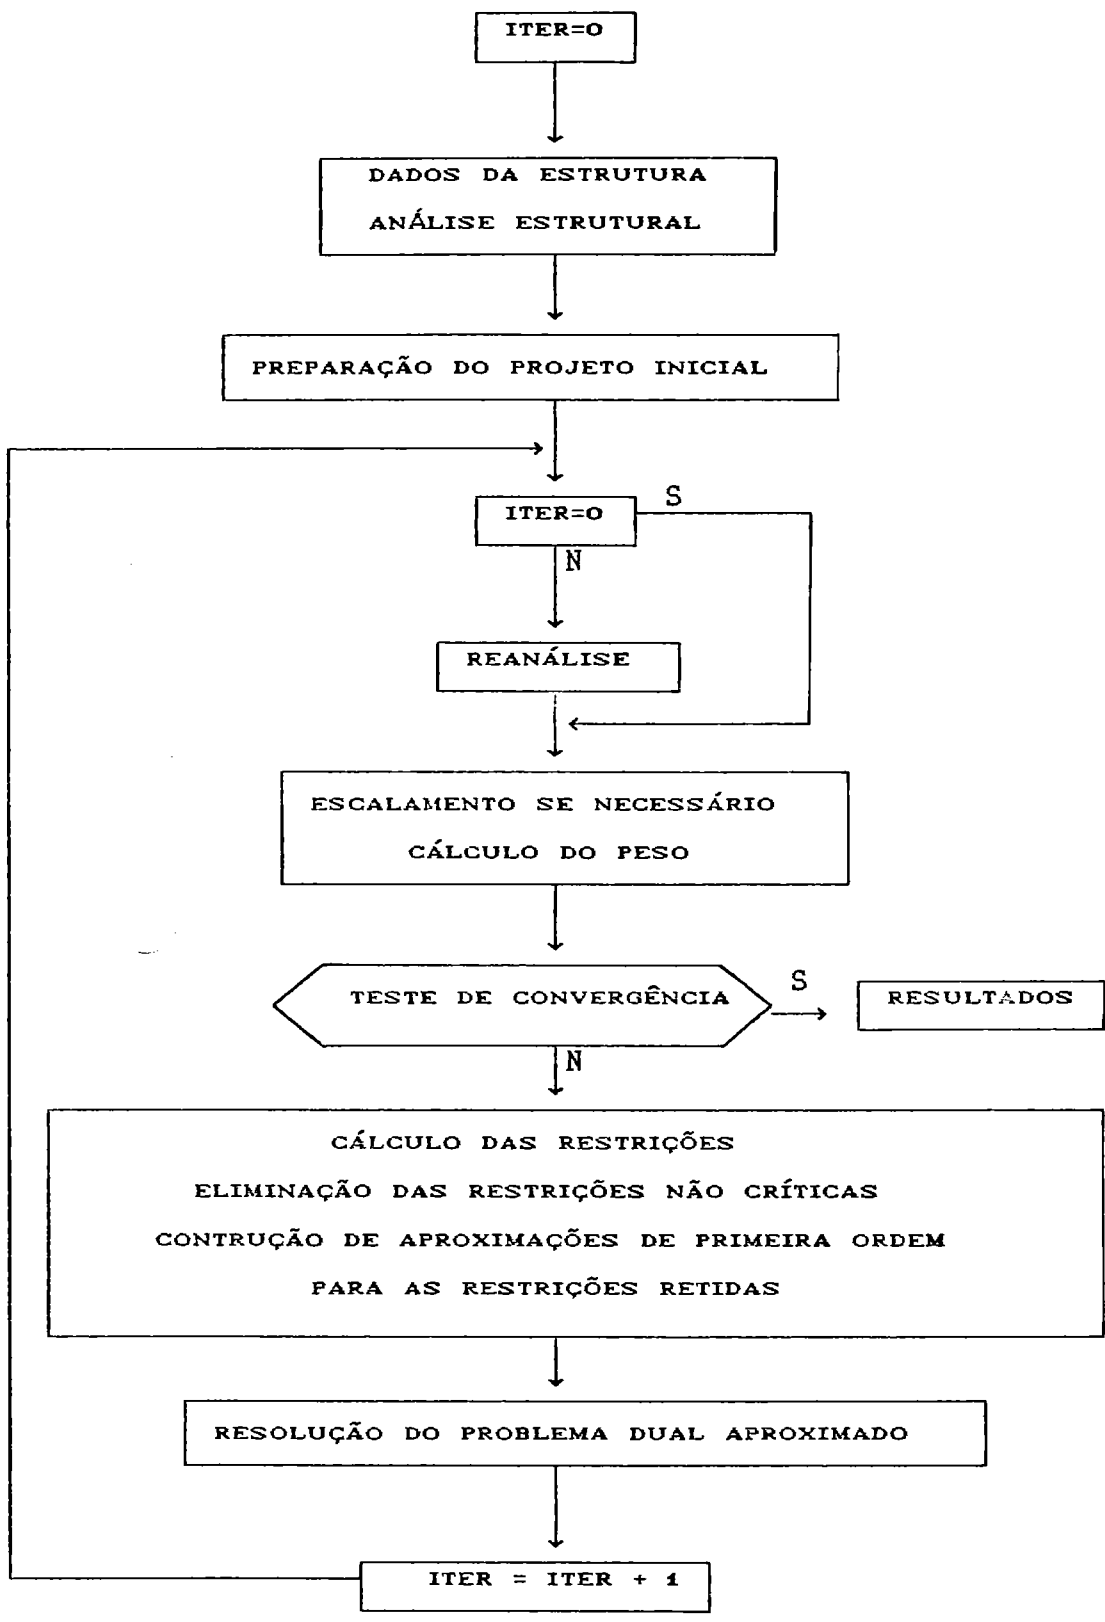 ITER=0
DADOS DA ESTRUTURA
ANÁLISE ESTRUTURAL
PREPARAÇÃO DO PROJETO INICIAL
ITER=0
S
N
REANÁLISE
ESCALAMENTO SE NECESSÁRIO
CÁLCULO DO PESO
TESTE DE CONVERGÊNCIA
S
RESULTADOS
N
CÁLCULO DAS RESTRIÇÕES
ELIMINAÇÃO DAS RESTRIÇÕES NÃO CRÍTICAS
CONTRUÇÃO DE APROXIMAÇÕES DE PRIMEIRA ORDEM
PARA AS RESTRIÇÕES RETIDAS
RESOLUÇÃO DO PROBLEMA DUAL APROXIMADO
ITER = ITER + 1